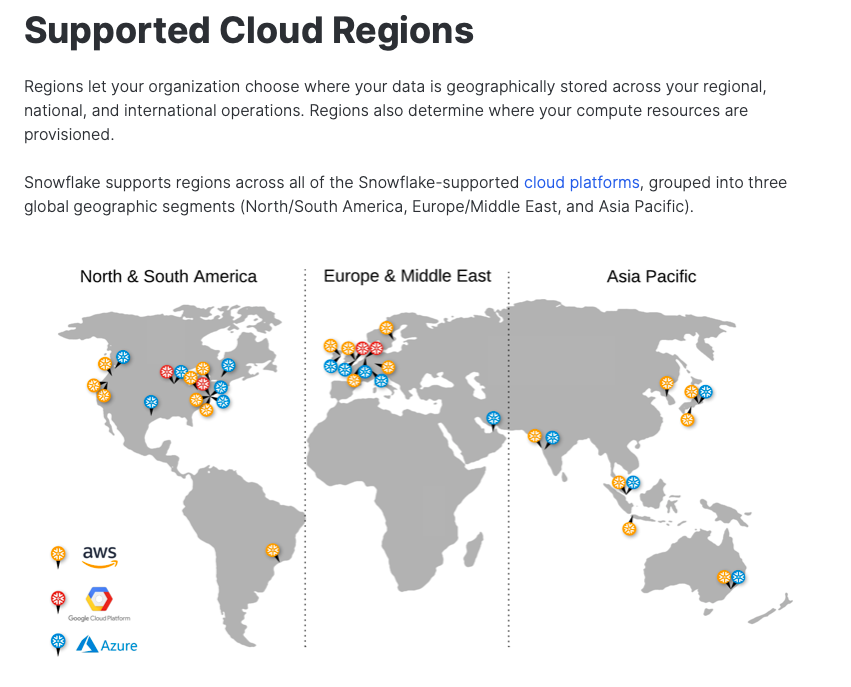 Supported Cloud Regions
Regions let your organization choose where your data is geographically stored across your regional,
national, and international operations. Regions also determine where your compute resources are
provisioned.
Snowflake supports regions across all of the Snowflake-supported cloud platforms, grouped into three
global geographic segments (North/South America, Europe/Middle East, and Asia Pacific).
North & South America
Europe & Middle East
Asia Pacific
aws
Google Cloud Platform
Azure